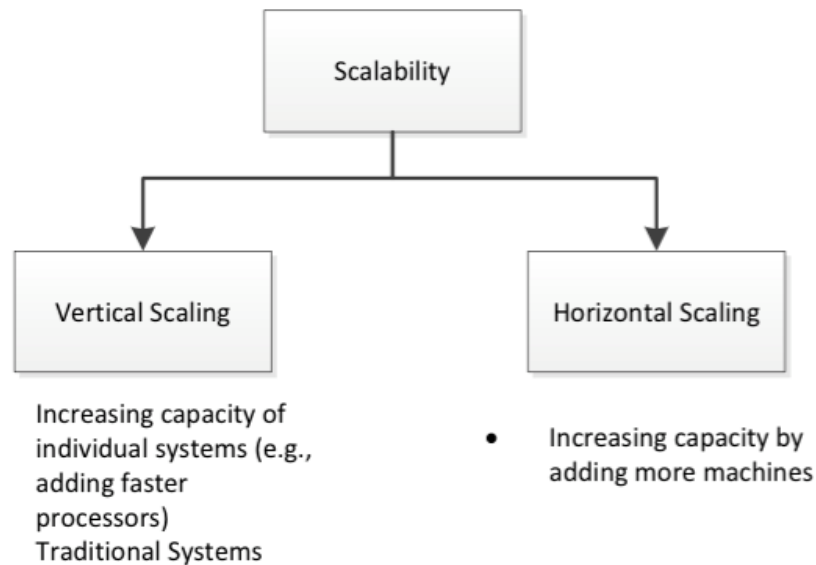 Scalability
Vertical Scaling
Horizontal Scaling
Increasing capacity of
individual systems (e.g.,
adding faster
processors)
Traditional Systems
• Increasing capacity by
adding more machines